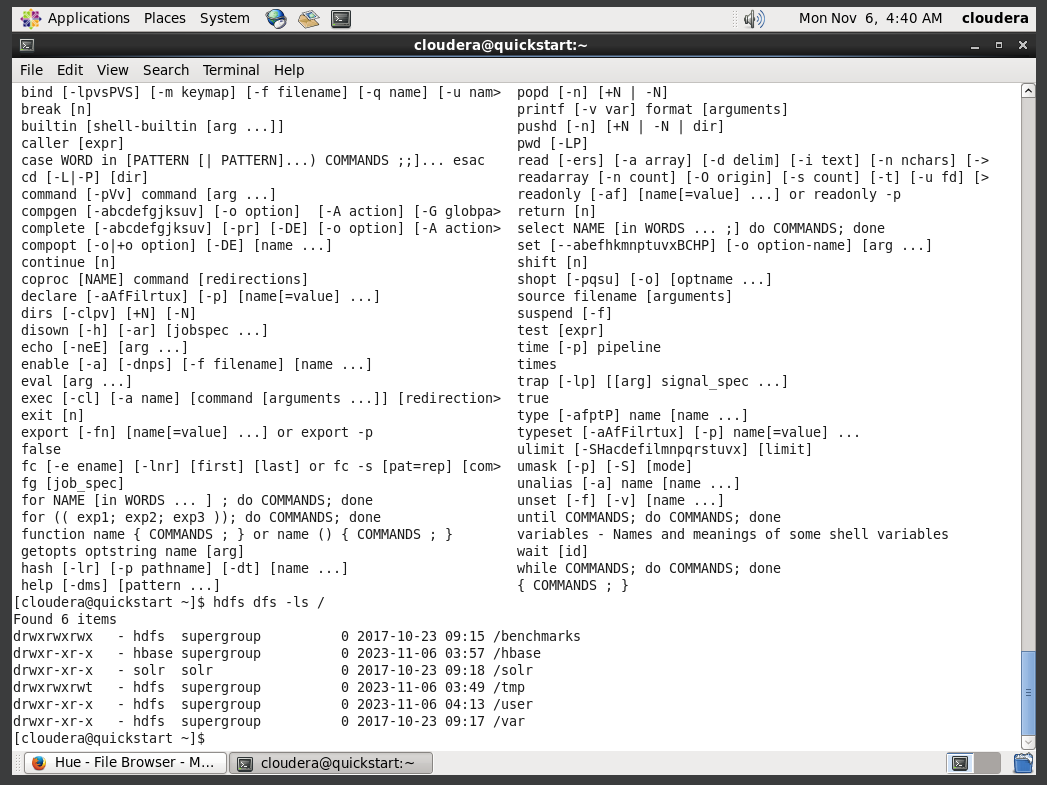 Applications Places System Mon Nov 6, 4:40 AM cloudera
cloudera@quickstart:~
File Edit View Search Terminal Help
bind [-lpvsPVS] [-m keymap] [-f filename] [-q name] [-u nam> popd [-n] [+N | -N]
break [n] printf [-v var] format [arguments]
builtin [shell-builtin [arg ...]] pushd [-n] [+N | -N | dir]
caller [expr] pwd [-LP]
case WORD in [PATTERN [| PATTERN]...) COMMANDS ;;]... esac read [-ers] [-a array] [-d delim] [-i text] [-n nchars] [->
cd [-L|-P] [dir] readarray [-n count] [-O origin] [-s count] [-t] [-u fd] [>
command [-pVv] command [arg ...] readonly [-af] [name[=value] ...] or readonly -p
compgen [-abcdefgjksuv] [-o option] [-A action] [-G globpa> return [n]
complete [-abcdefgjksuv] [-pr] [-DE] [-o option] [-A action> select NAME [in WORDS ... ;] do COMMANDS; done
compopt [-o|+o option] [-DE] [name ...] set [--abefhkmnptuvxBCHP] [-o option-name] [arg ...]
continue [n] shift [n]
coproc [NAME] command [redirections] shopt [-pqsu] [-o] [optname ...]
declare [-aAfFilrtux] [-p] [name[=value] ...] source filename [arguments]
dirs [-clpv] [+N] [-N] suspend [-f]
disown [-h] [-ar] [jobspec ...] test [expr]
echo [-neE] [arg ...] time [-p] pipeline
enable [-a] [-dnps] [-f filename] [name ...] times
eval [arg ...] trap [-lp] [[arg] signal_spec ...]
exec [-cl] [-a name] [command [arguments ...]] [redirection> true
exit [n] type [-afptP] name [name ...]
export [-fn] [name[=value] ...] or export -p typeset [-aAfFilrtux] [-p] name[=value] ...
false ulimit [-SHacdefilmnpqrstuvx] [limit]
fc [-e ename] [-lnr] [first] [last] or fc -s [pat=rep] [com> umask [-p] [-S] [mode]
fg [job_spec] unalias [-a] name [name ...]
for NAME [in WORDS ... ] ; do COMMANDS; done unset [-f] [-v] [name ...]
for (( exp1; exp2; exp3 )); do COMMANDS; done until COMMANDS; do COMMANDS; done
function name { COMMANDS ; } or name () { COMMANDS ; } variables - Names and meanings of some shell variables
getopts optstring name [arg] wait [id]
hash [-lr] [-p pathname] [-dt] [name ...] while COMMANDS; do COMMANDS; done
help [-dms] [pattern ...] { COMMANDS ; }
[cloudera@quickstart ~]$ hdfs dfs -ls /
Found 6 items
drwxrwxrwx - hdfs supergroup 0 2017-10-23 09:15 /benchmarks
drwxr-xr-x - hbase supergroup 0 2023-11-06 03:57 /hbase
drwxr-xr-x - solr solr 0 2017-10-23 09:18 /solr
drwxrwxrwt - hdfs supergroup 0 2023-11-06 03:49 /tmp
drwxr-xr-x - hdfs supergroup 0 2023-11-06 04:13 /user
drwxr-xr-x - hdfs supergroup 0 2017-10-23 09:17 /var
[cloudera@quickstart ~]$
Hue - File Browser - M... cloudera@quickstart:~